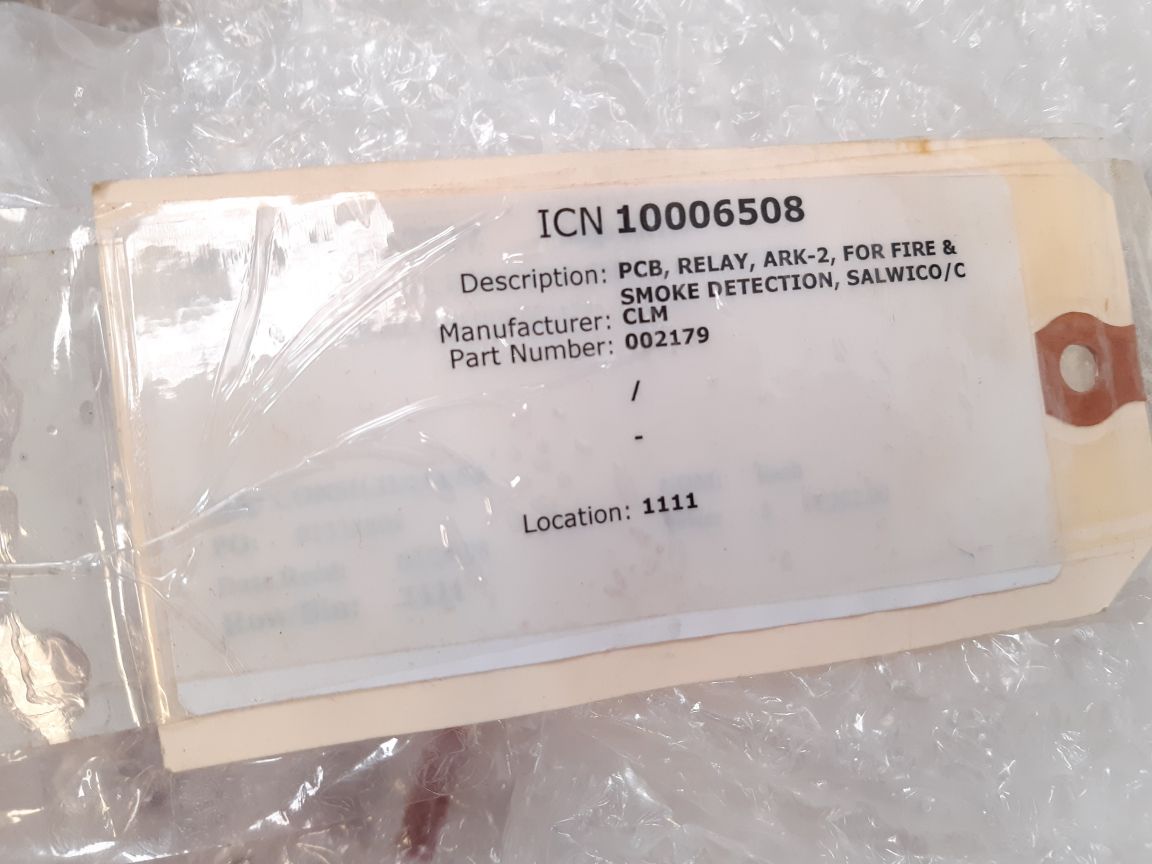 ICN 10006508
Description: PCB, RELAY, ARK-2, FOR FIRE &
SMOKE DETECTION, SALWICO/C
Manufacturer: CLM
Part Number: 002179
/
-
Location: 1111